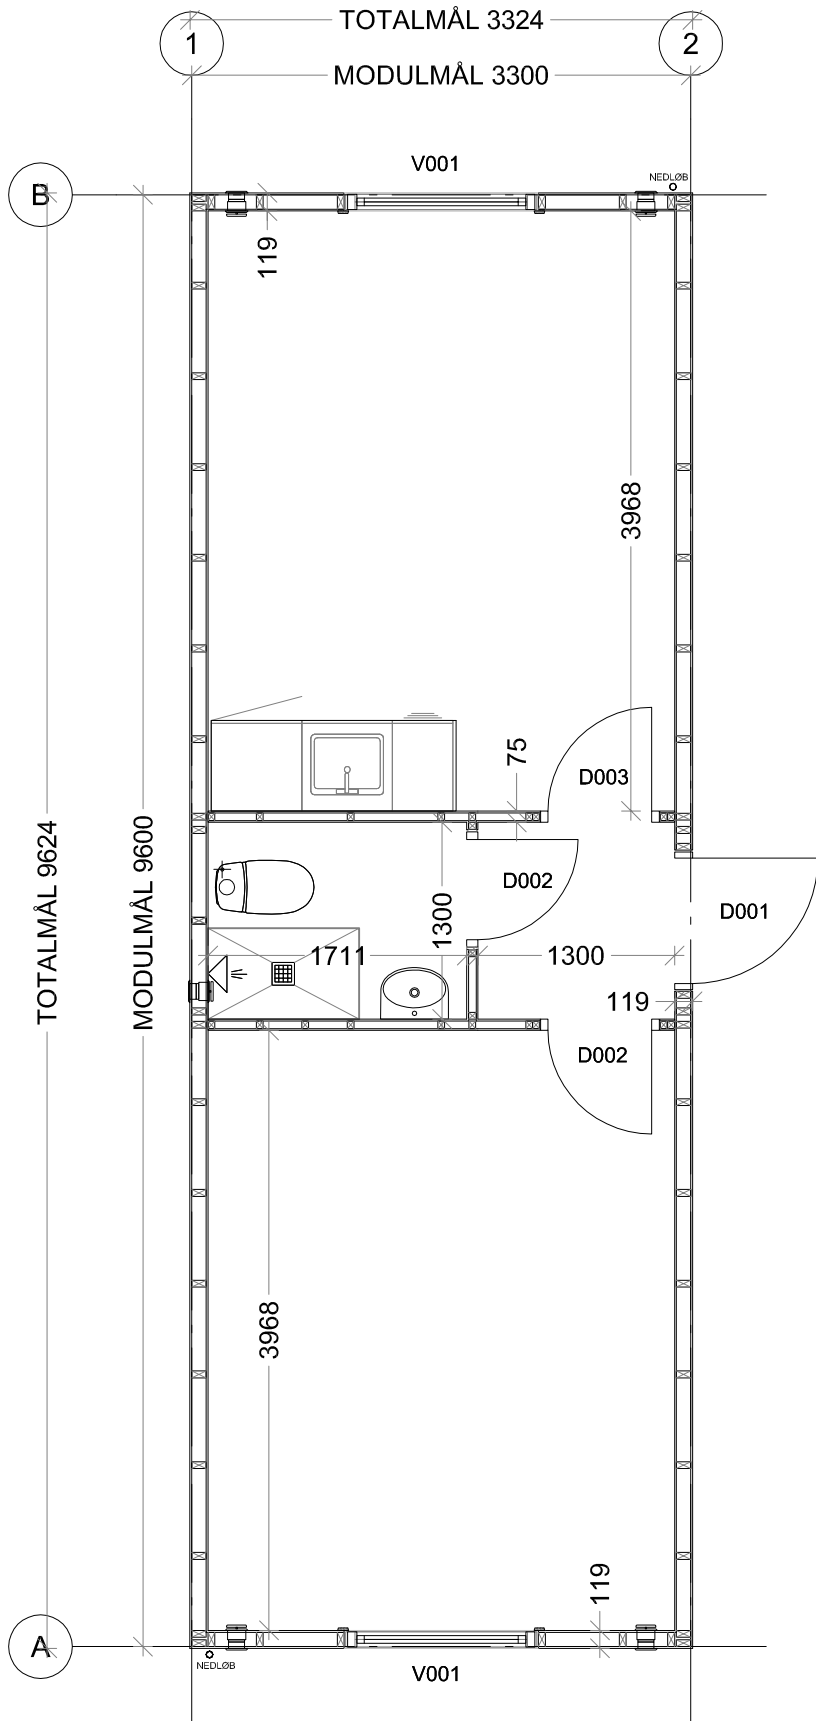 TOTALMÅL 3324
1
2
MODULMÅL 3300
V001
NEDLØB
B
119
3968
75
D003
TOTALMÅL 9624
MODULMÅL 9600
D002
D001
1300
1711
1300
119
D002
3968
119
A
NEDLØB
V001